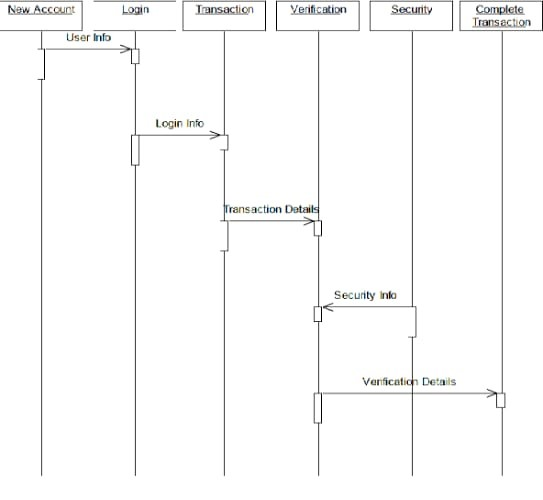 New Account
Login
Transaction
Verification
Security
Complete
Transaction
User Info
Login Info
Transaction Details
Security Info
Verification Details